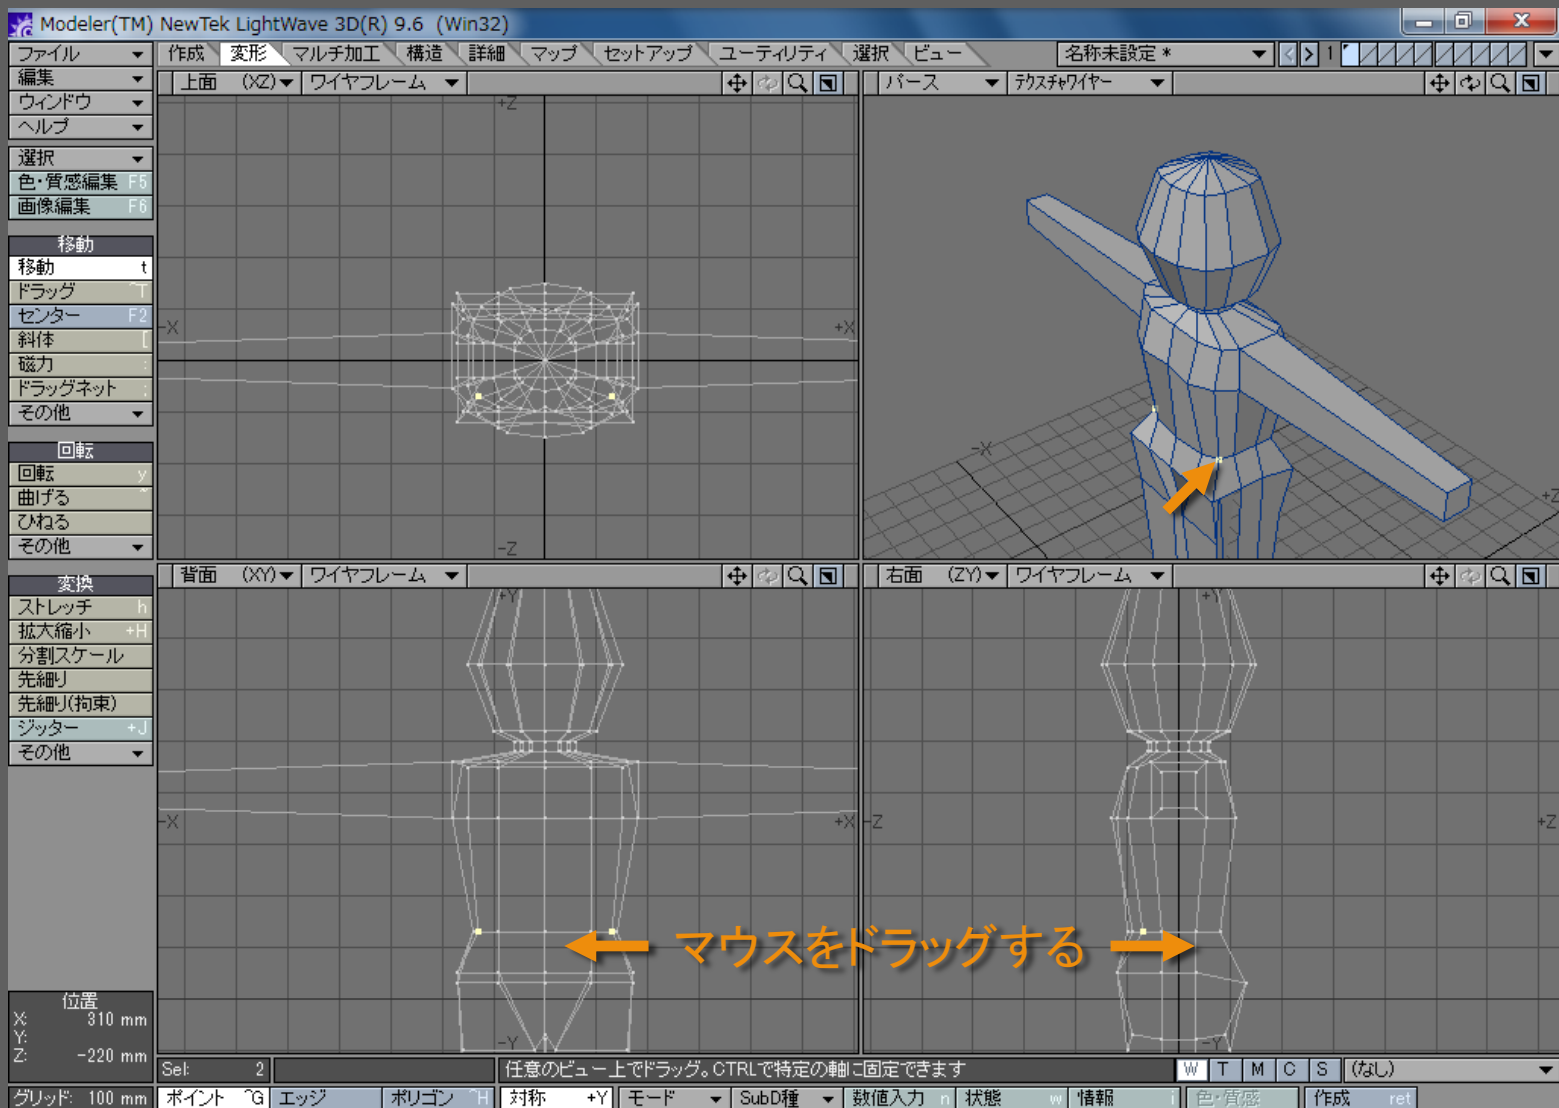 Modeler(TM) NewTek LightWave 3D(R) 9.6 (Win32)
ファイル
作成 変形 マルチ加工 構造 詳細 マップ セットアップ ユーティリティ 選択 ビュー 名称未設定 * 1
編集
ウィンドウ
ヘルプ
選択
色・質感編集 F5
画像編集 F6
移動
移動 t
ドラッグ ^T
センター F2
斜体 [
磁力 :
ドラッグネット ;
その他
回転
回転 y
曲げる ~
ひねる
その他
変換
ストレッチ h
拡大縮小 +H
分割スケール
先細り
先細り(拘束)
ジッター +J
その他
上面 (XZ) ワイヤフレーム
+Z
-X
+X
-Z
パース テクスチャワイヤー
-X
+Z
背面 (XY) ワイヤフレーム
+Y
-X
+X
-Y
右面 (ZY) ワイヤフレーム
+Y
-Z
+Z
-Y
マウスをドラッグする
位置
X: 310 mm
Y:
Z: -220 mm
Sel: 2
任意のビュー上でドラッグ。CTRLで特定の軸に固定できます
W T M C S (なし)
グリッド: 100 mm
ポイント ^G エッジ ポリゴン ^H 対称 +Y モード SubD種 数値入力 n 状態 w 情報 i 色・質感 作成 ret